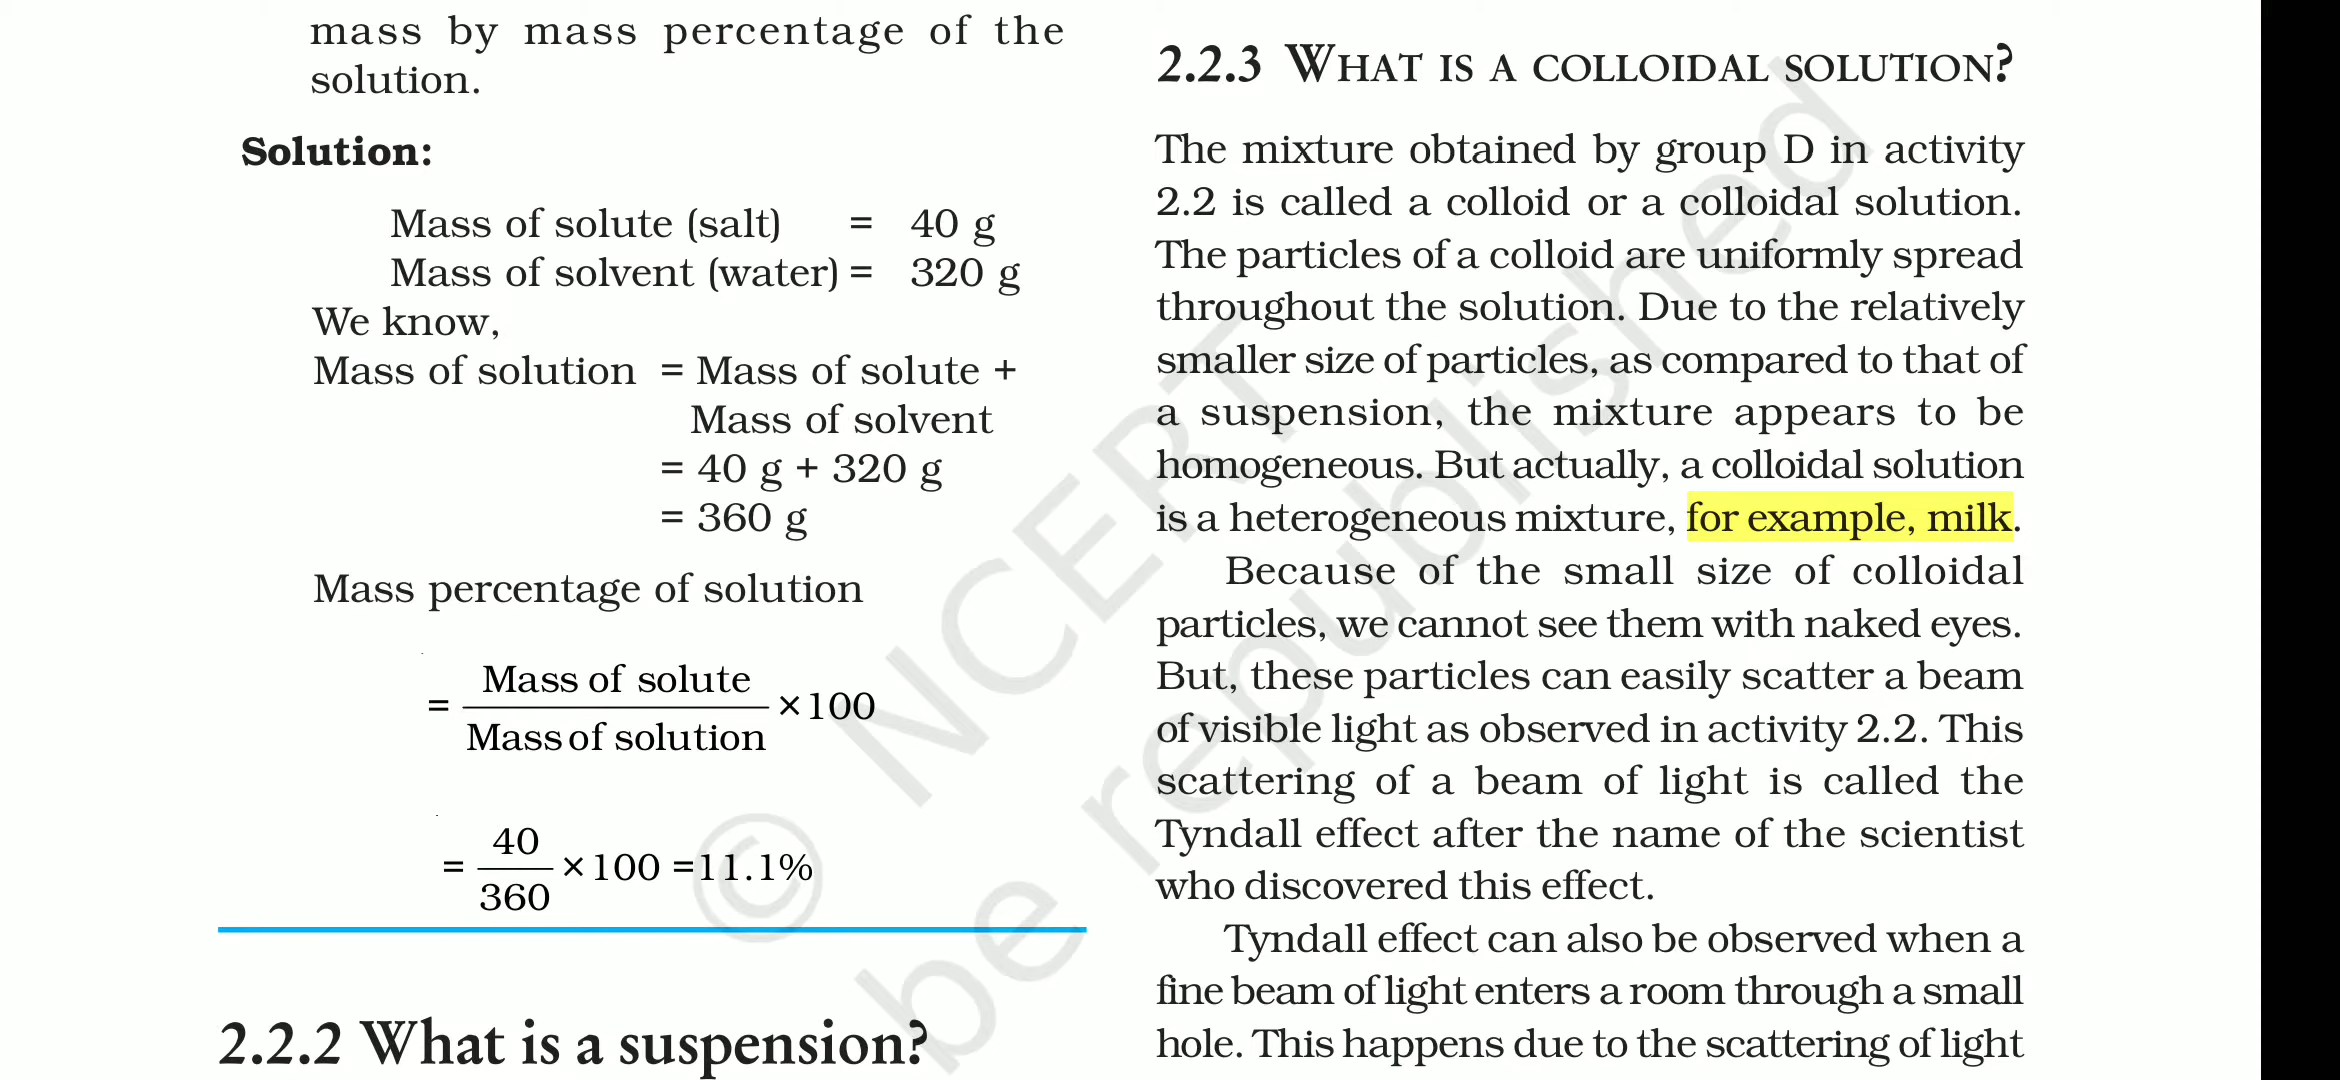 mass by mass percentage of the
solution.
Solution:
Mass of solute (salt) = 40 g
Mass of solvent (water) = 320 g
We know,
Mass of solution = Mass of solute +
Mass of solvent
= 40 g + 320 g
= 360 g
Mass percentage of solution
= Mass of solute / Mass of solution × 100
= 40 / 360 × 100 = 11.1%
2.2.2 What is a suspension?
2.2.3 WHAT IS A COLLOIDAL SOLUTION?
The mixture obtained by group D in activity
2.2 is called a colloid or a colloidal solution.
The particles of a colloid are uniformly spread
throughout the solution. Due to the relatively
smaller size of particles, as compared to that of
a suspension, the mixture appears to be
homogeneous. But actually, a colloidal solution
is a heterogeneous mixture, for example, milk.
Because of the small size of colloidal
particles, we cannot see them with naked eyes.
But, these particles can easily scatter a beam
of visible light as observed in activity 2.2. This
scattering of a beam of light is called the
Tyndall effect after the name of the scientist
who discovered this effect.
Tyndall effect can also be observed when a
fine beam of light enters a room through a small
hole. This happens due to the scattering of light
© NCERT
be republished